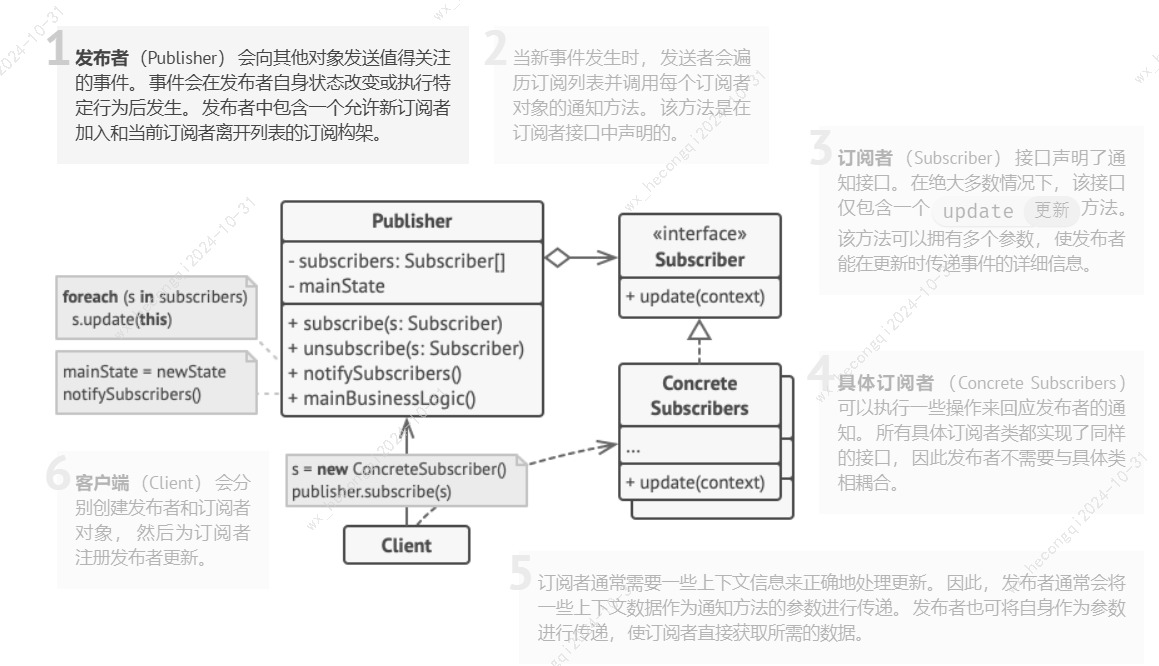 1
发布者（Publisher）会向其他对象发送值得关注
的事件。事件会在发布者自身状态改变或执行特
定行为后发生。发布者中包含一个允许新订阅者
加入和当前订阅者离开列表的订阅构架。
2
当新事件发生时，发送者会遍
历订阅列表并调用每个订阅者
对象的通知方法。该方法是在
订阅者接口中声明的。
3
订阅者（Subscriber）接口声明了通
知接口。在绝大多数情况下，该接口
仅包含一个 update 更新 方法。
该方法可以拥有多个参数，使发布者
能在更新时传递事件的详细信息。
Publisher
- subscribers: Subscriber[]
- mainState
+ subscribe(s: Subscriber)
+ unsubscribe(s: Subscriber)
+ notifySubscribers()
+ mainBusinessLogic()
foreach (s in subscribers)
s.update(this)
mainState = newState
notifySubscribers()
«interface»
Subscriber
+ update(context)
Concrete
Subscribers
...
+ update(context)
4
具体订阅者（Concrete Subscribers）
可以执行一些操作来回应发布者的通
知。所有具体订阅者类都实现了同样
的接口，因此发布者不需要与具体类
相耦合。
s = new ConcreteSubscriber()
publisher.subscribe(s)
Client
6
客户端（Client）会分
别创建发布者和订阅者
对象，然后为订阅者
注册发布者更新。
5
订阅者通常需要一些上下文信息来正确地处理更新。因此，发布者通常会将
一些上下文数据作为通知方法的参数进行传递。发布者也可将自身作为参数
进行传递，使订阅者直接获取所需的数据。
wx_hecongqi2024-10-31